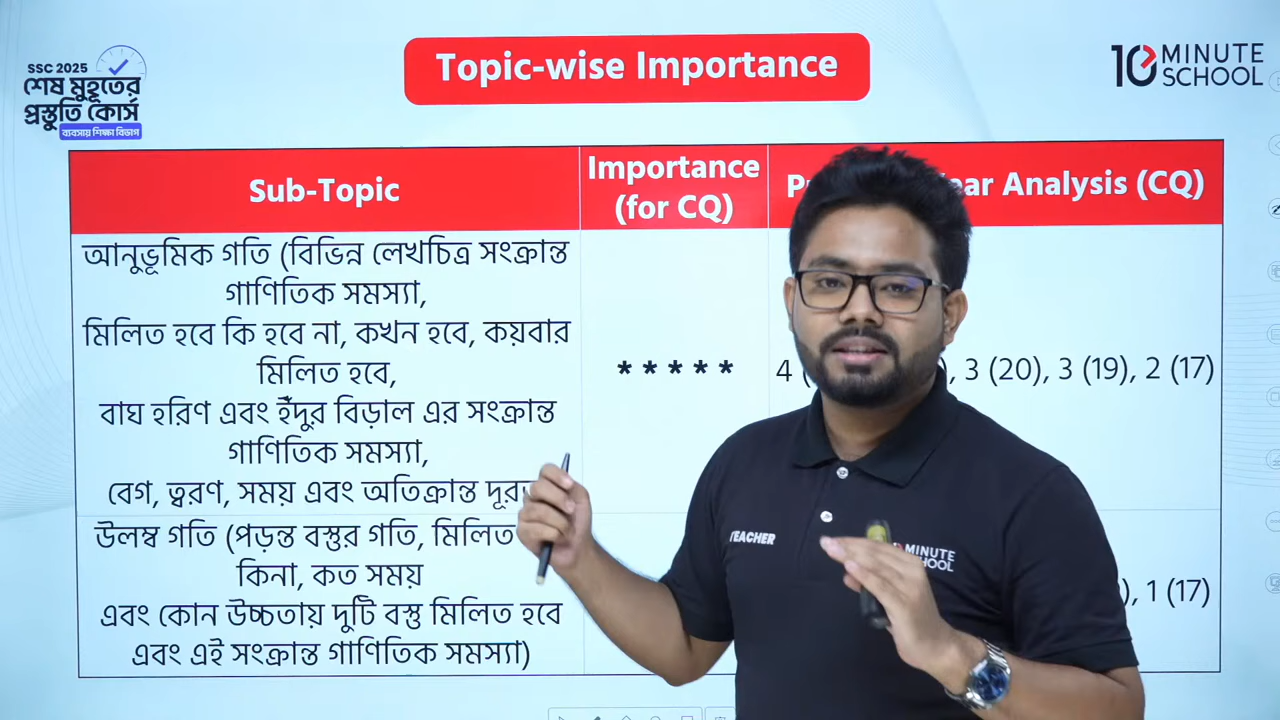 SSC 2025
শেষ মুহূর্তের
প্রস্তুতি কোর্স
ব্যবসায় শিক্ষা বিভাগ
Topic-wise Importance
10 MINUTE
SCHOOL
Sub-Topic
Importance
(for CQ)
Year Analysis (CQ)
আনুভূমিক গতি (বিভিন্ন লেখচিত্র সংক্রান্ত
গাণিতিক সমস্যা,
মিলিত হবে কি হবে না, কখন হবে, কয়বার
মিলিত হবে,
বাঘ হরিণ এবং ইঁদুর বিড়াল এর সংক্রান্ত
গাণিতিক সমস্যা,
বেগ, ত্বরণ, সময় এবং অতিক্রান্ত
* * * * *
4 ( , 3 (20), 3 (19), 2 (17)
উলম্ব গতি (পড়ন্ত বস্তুর গতি, মিলিত
কিনা, কত সময়
এবং কোন উচ্চতায় দুটি বস্তু মিলিত হবে
এবং এই সংক্রান্ত গাণিতিক সমস্যা)
), 1 (17)
TEACHER
MINUTE